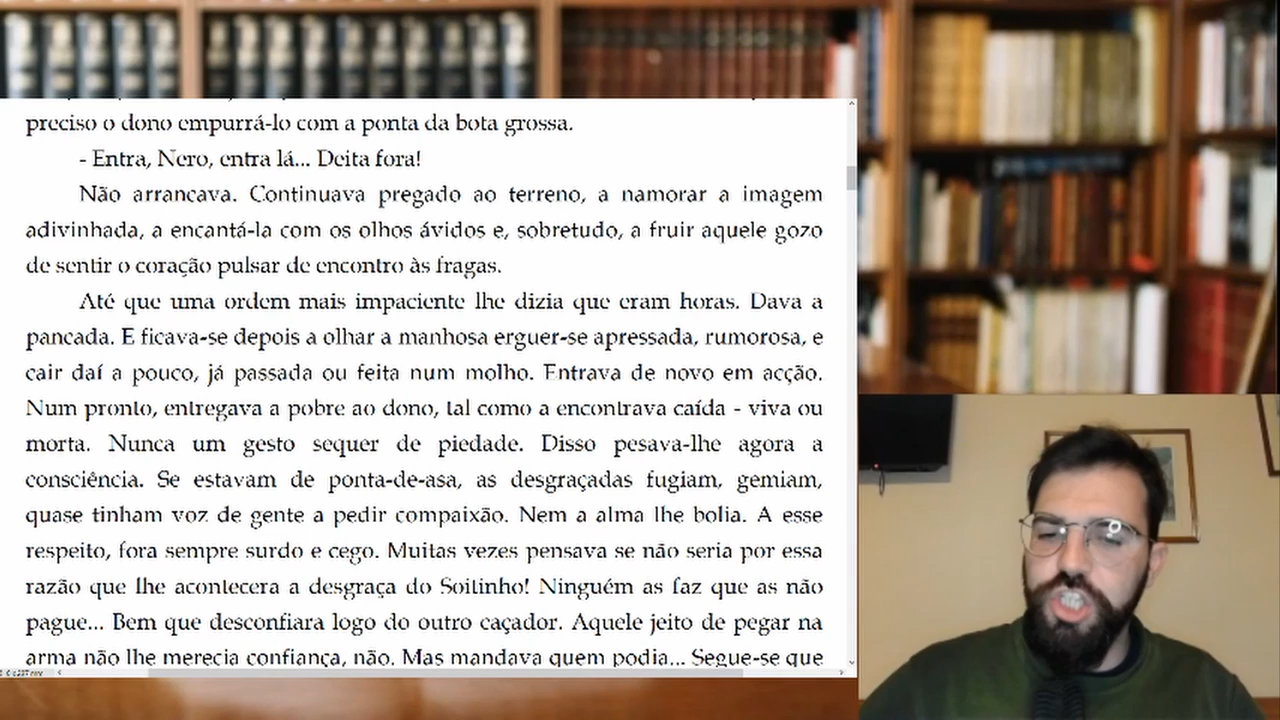 preciso o dono empurrá-lo com a ponta da bota grossa.
- Entra, Nero, entra lá... Deita fora!
Não arrancava. Continuava pregado ao terreno, a namorar a imagem
adivinhada, a encantá-la com os olhos ávidos e, sobretudo, a fruir aquele gozo
de sentir o coração pulsar de encontro às fragas.
Até que uma ordem mais impaciente lhe dizia que eram horas. Dava a
pancada. E ficava-se depois a olhar a manhosa erguer-se apressada, rumorosa, e
cair daí a pouco, já passada ou feita num molho. Entrava de novo em acção.
Num pronto, entregava a pobre ao dono, tal como a encontrava caída - viva ou
morta. Nunca um gesto sequer de piedade. Disso pesava-lhe agora a
consciência. Se estavam de ponta-de-asa, as desgraçadas fugiam, gemiam,
quase tinham voz de gente a pedir compaixão. Nem a alma lhe bolia. A esse
respeito, fora sempre surdo e cego. Muitas vezes pensava se não seria por essa
razão que lhe acontecera a desgraça do Soitinho! Ninguém as faz que as não
pague... Bem que desconfiara logo do outro caçador. Aquele jeito de pegar na
arma não lhe merecia confiança, não. Mas mandava quem podia... Segue-se que